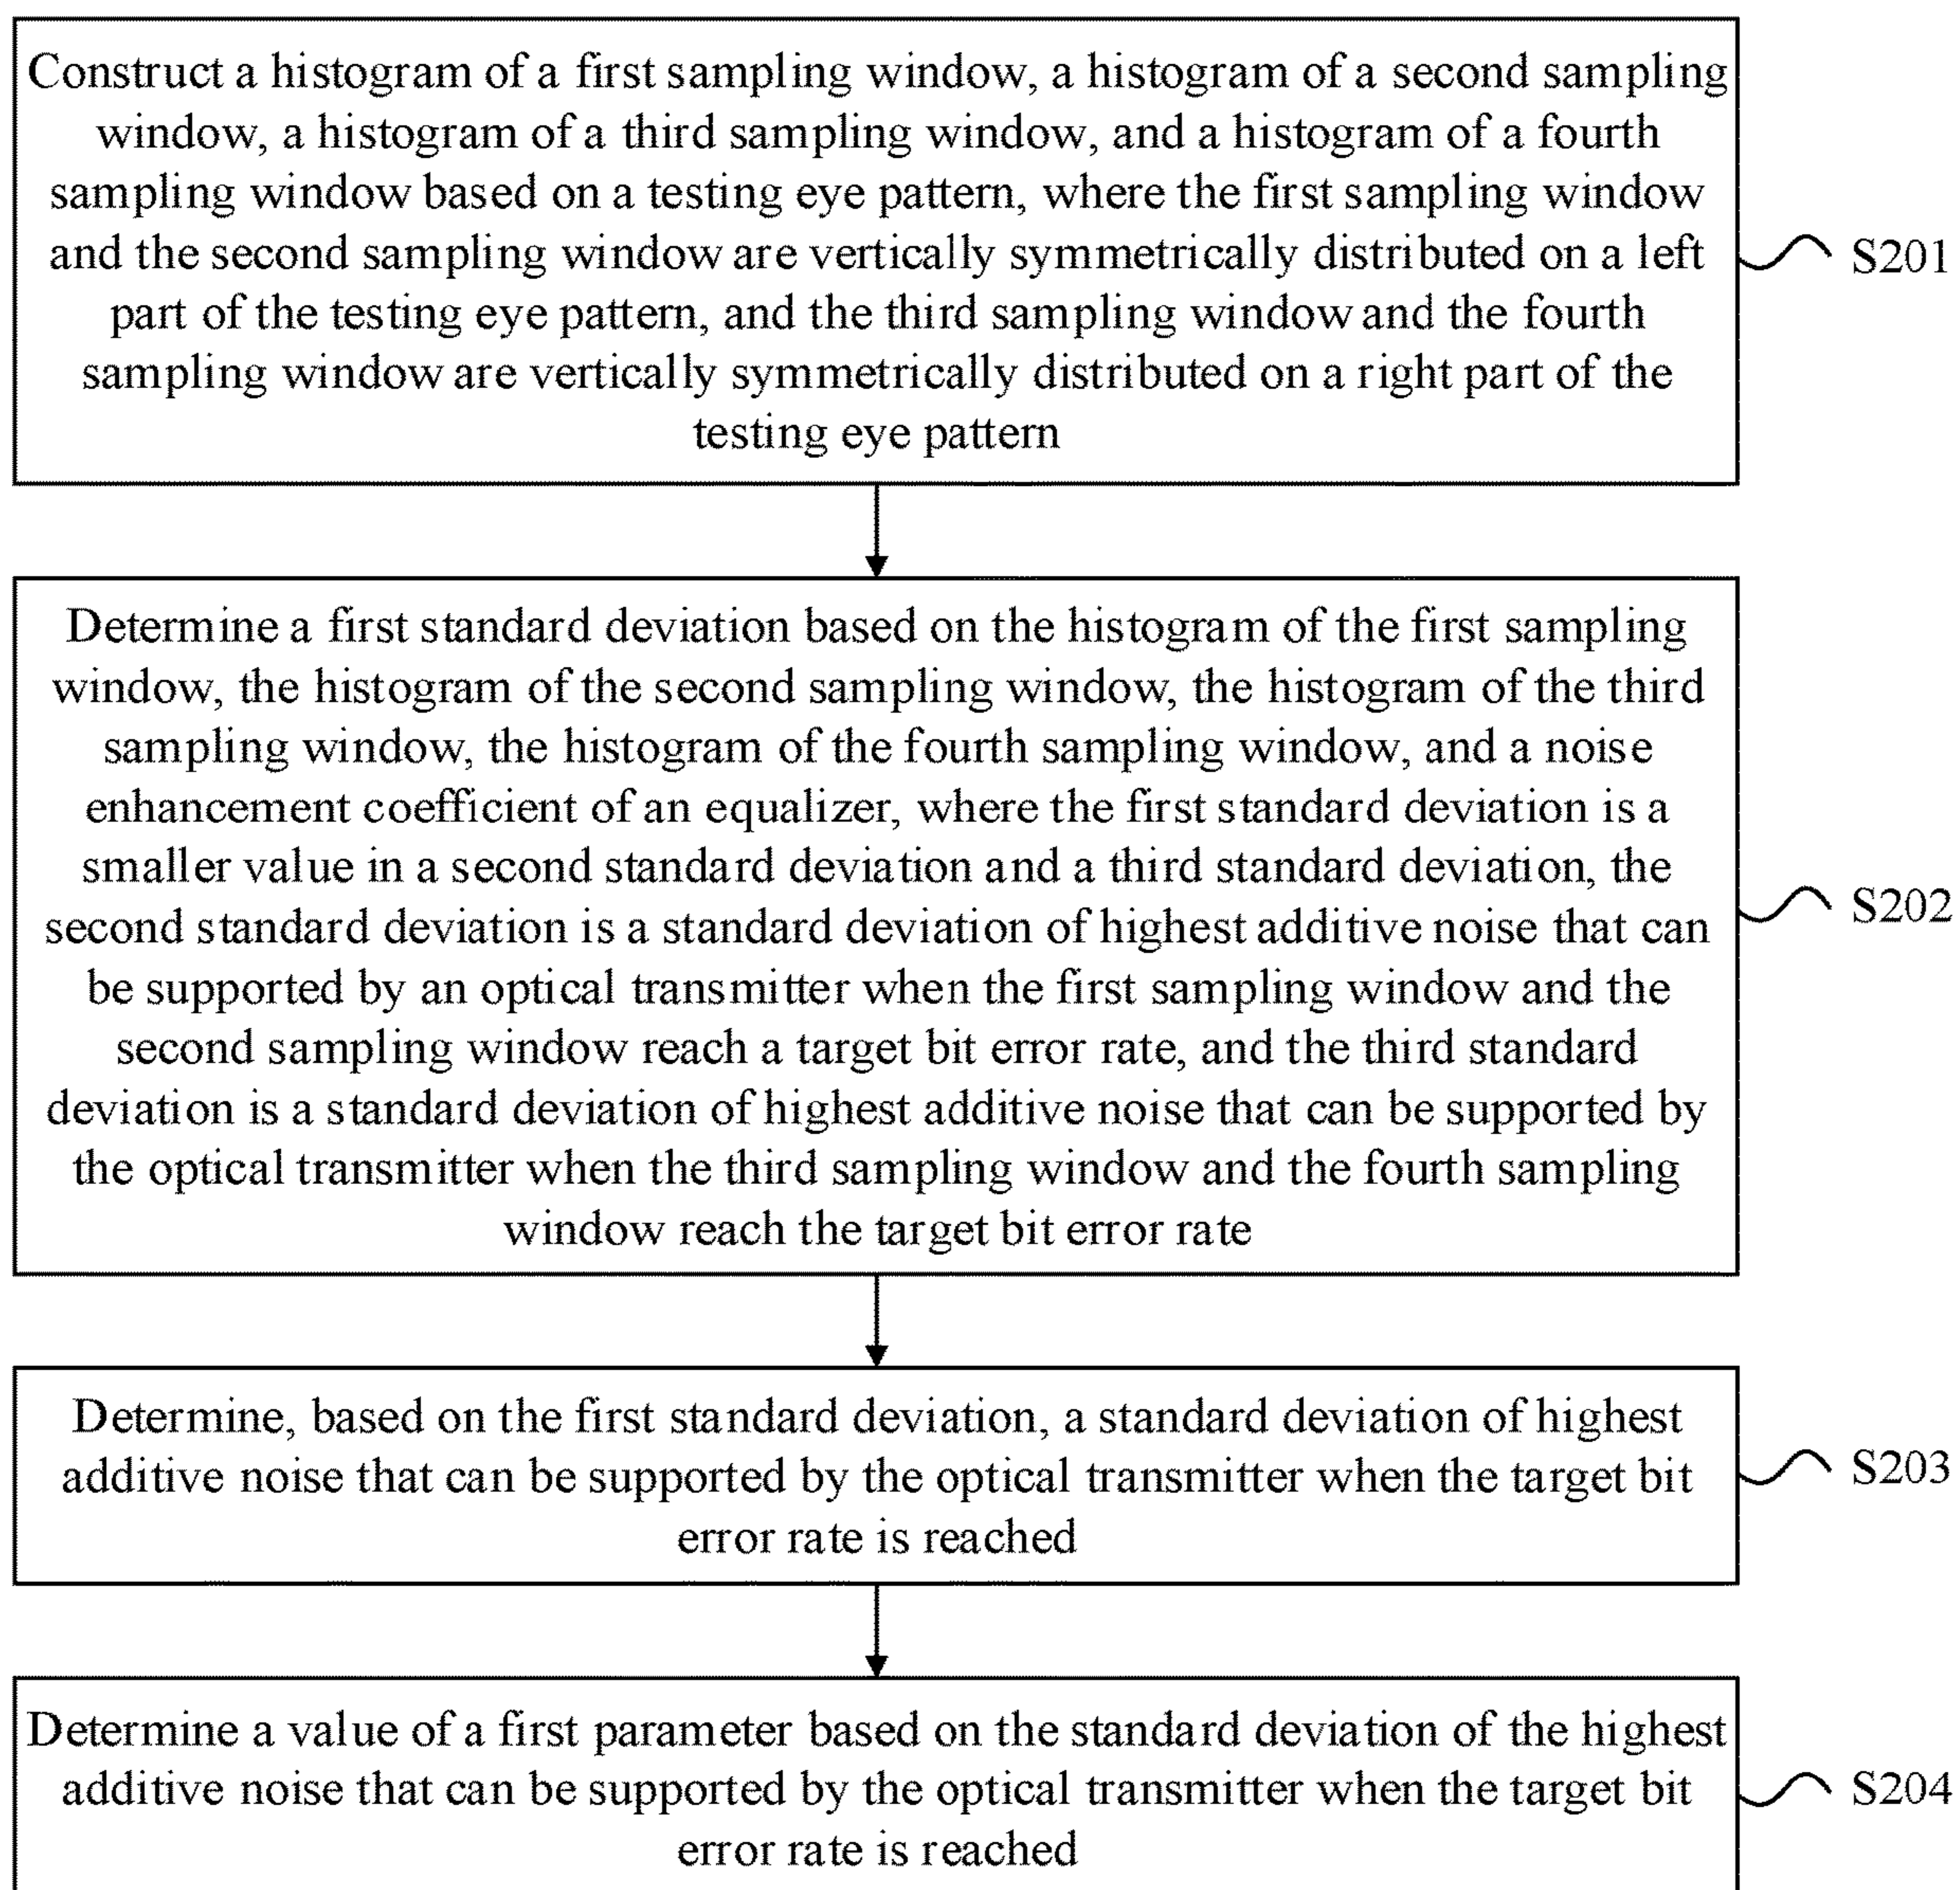 Construct a histogram of a first sampling window, a histogram of a second sampling
window, a histogram of a third sampling window, and a histogram of a fourth
sampling window based on a testing eye pattern, where the first sampling window
and the second sampling window are vertically symmetrically distributed on a left
part of the testing eye pattern, and the third sampling window and the fourth
sampling window are vertically symmetrically distributed on a right part of the
testing eye pattern
S201
Determine a first standard deviation based on the histogram of the first sampling
window, the histogram of the second sampling window, the histogram of the third
sampling window, the histogram of the fourth sampling window, and a noise
enhancement coefficient of an equalizer, where the first standard deviation is a
smaller value in a second standard deviation and a third standard deviation, the
second standard deviation is a standard deviation of highest additive noise that can
be supported by an optical transmitter when the first sampling window and the
second sampling window reach a target bit error rate, and the third standard
deviation is a standard deviation of highest additive noise that can be supported by
the optical transmitter when the third sampling window and the fourth sampling
window reach the target bit error rate
S202
Determine, based on the first standard deviation, a standard deviation of highest
additive noise that can be supported by the optical transmitter when the target bit
error rate is reached
S203
Determine a value of a first parameter based on the standard deviation of the highest
additive noise that can be supported by the optical transmitter when the target bit
error rate is reached
S204